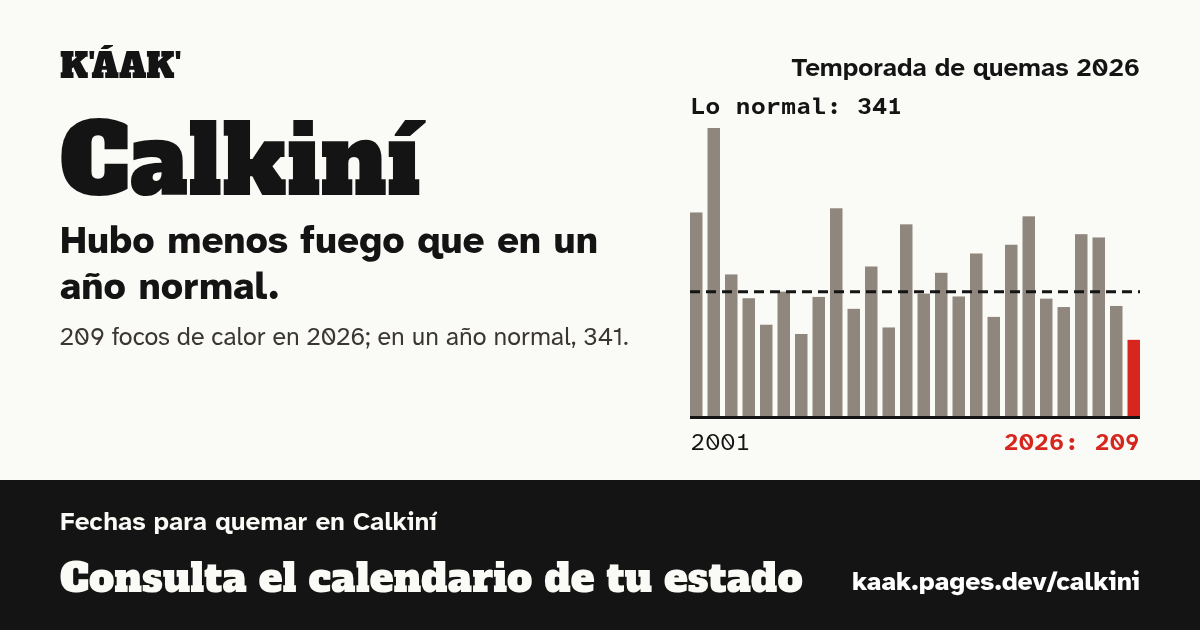 K'ÁAK'
Temporada de quemas 2026
Calkiní
Hubo menos fuego que en un
año normal.
209 focos de calor en 2026; en un año normal, 341.
Lo normal: 341
2001
2026: 209
Fechas para quemar en Calkiní
Consulta el calendario de tu estado
kaak.pages.dev/calkini